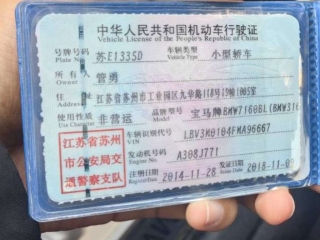 中华人民共和国机动车行驶证
Vehicle License of the People's Republic of China
号牌号码 苏E1335D 车辆类型 小型轿车
Plate No. Vehicle Type
所有人 管勇
Owner
住址 江苏省苏州市工业园区九华路118号19幢1003室
Address
使用性质 非营运 品牌型号 宝马牌BMW7160BL(BMW316
Use Character Model
江苏省苏州市公安局交通警察支队
车辆识别代号 LBV3M0104FMA96667
VIN
发动机号码 A308J771
Engine No.
注册日期 2014-11-28 发证日期
Register Date Issue Date